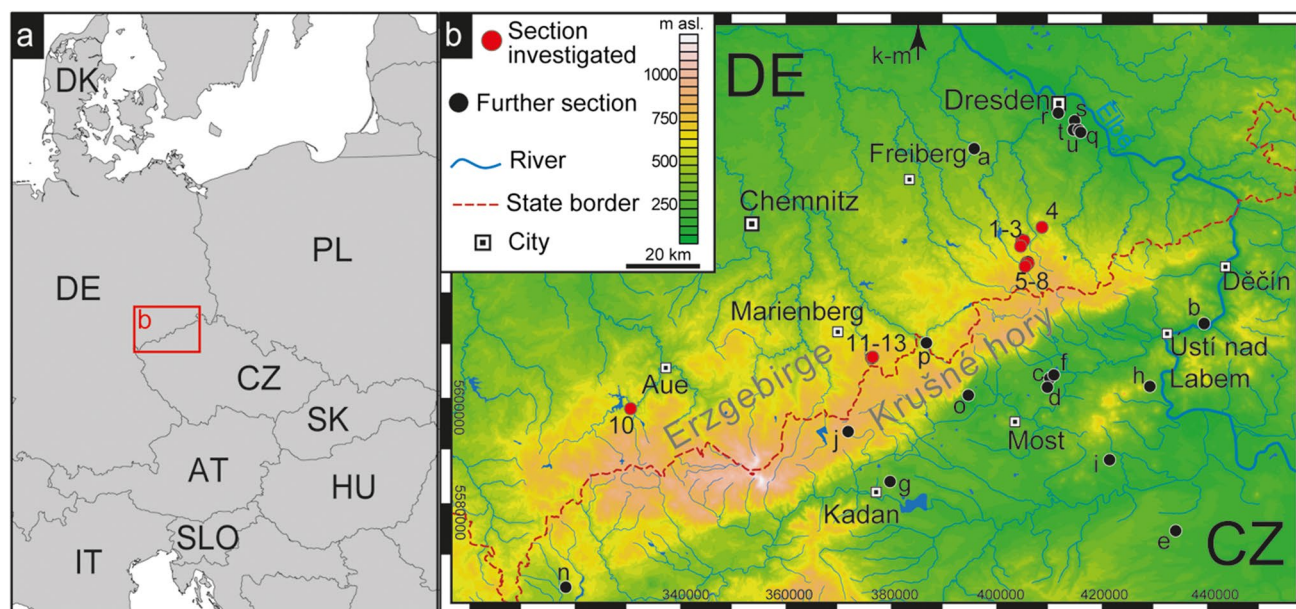 a
DK
PL
DE
b
CZ
SK
AT
HU
SLO
IT
b
Section
investigated
Further section
River
State border
City
m asl.
1000
750
500
250
20 km
k-m
DE
Dresden
Elbe
r
s
t
u
q
Freiberg
a
Chemnitz
4
1-3
5-8
Děčín
Marienberg
b
11-13
p
Ústí nad
Labem
Aue
Erzgebirge
Krušné hory
f
c
d
h
o
10
j
Most
i
g
Kadan
e
CZ
n
5600000
5580000
340000
360000
380000
400000
420000
440000